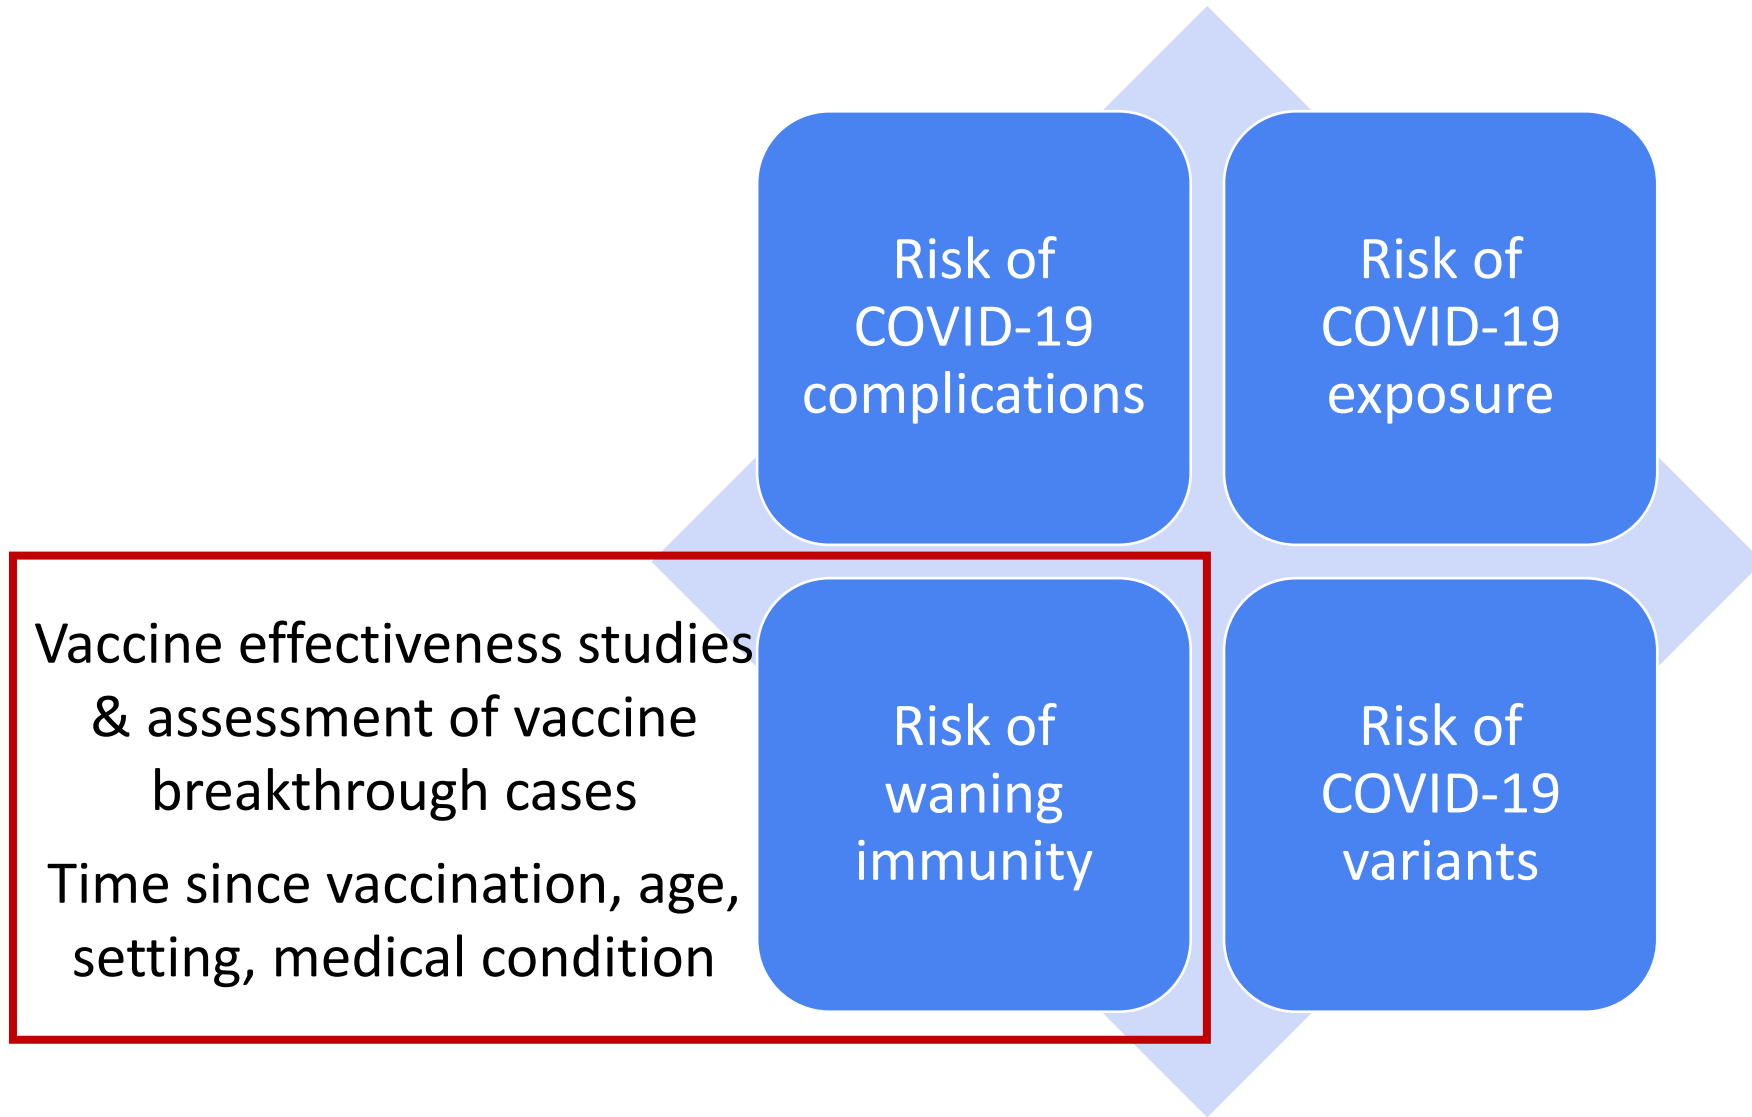 Risk of
COVID-19
complications
Risk of
COVID-19
exposure
Vaccine effectiveness studies
& assessment of vaccine
breakthrough cases
Time since vaccination, age,
setting, medical condition
Risk of
waning
immunity
Risk of
COVID-19
variants